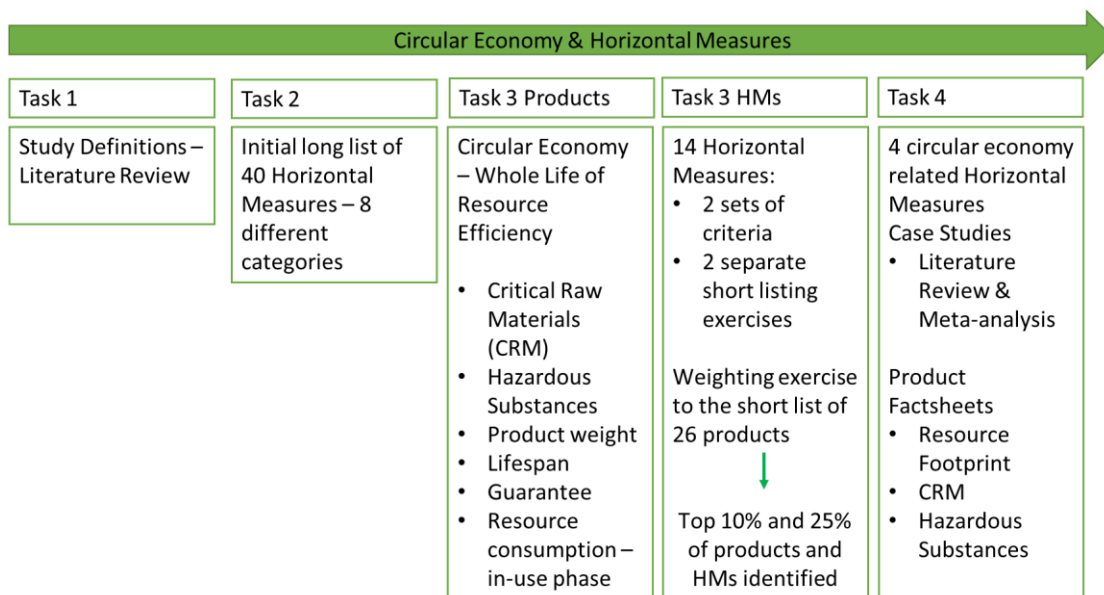 Circular Economy & Horizontal Measures
Task 1
Study Definitions –
Literature Review
Task 2
Initial long list of
40 Horizontal
Measures – 8
different
categories
Task 3 Products
Circular Economy
– Whole Life of
Resource
Efficiency
• Critical Raw
Materials
(CRM)
• Hazardous
Substances
• Product weight
• Lifespan
• Guarantee
• Resource
consumption –
in-use phase
Task 3 HMs
14 Horizontal
Measures:
• 2 sets of
criteria
• 2 separate
short listing
exercises
Weighting exercise
to the short list of
26 products
Top 10% and 25%
of products and
HMs identified
Task 4
4 circular economy
related Horizontal
Measures
Case Studies
• Literature
Review &
Meta-analysis
Product
Factsheets
• Resource
Footprint
• CRM
• Hazardous
Substances